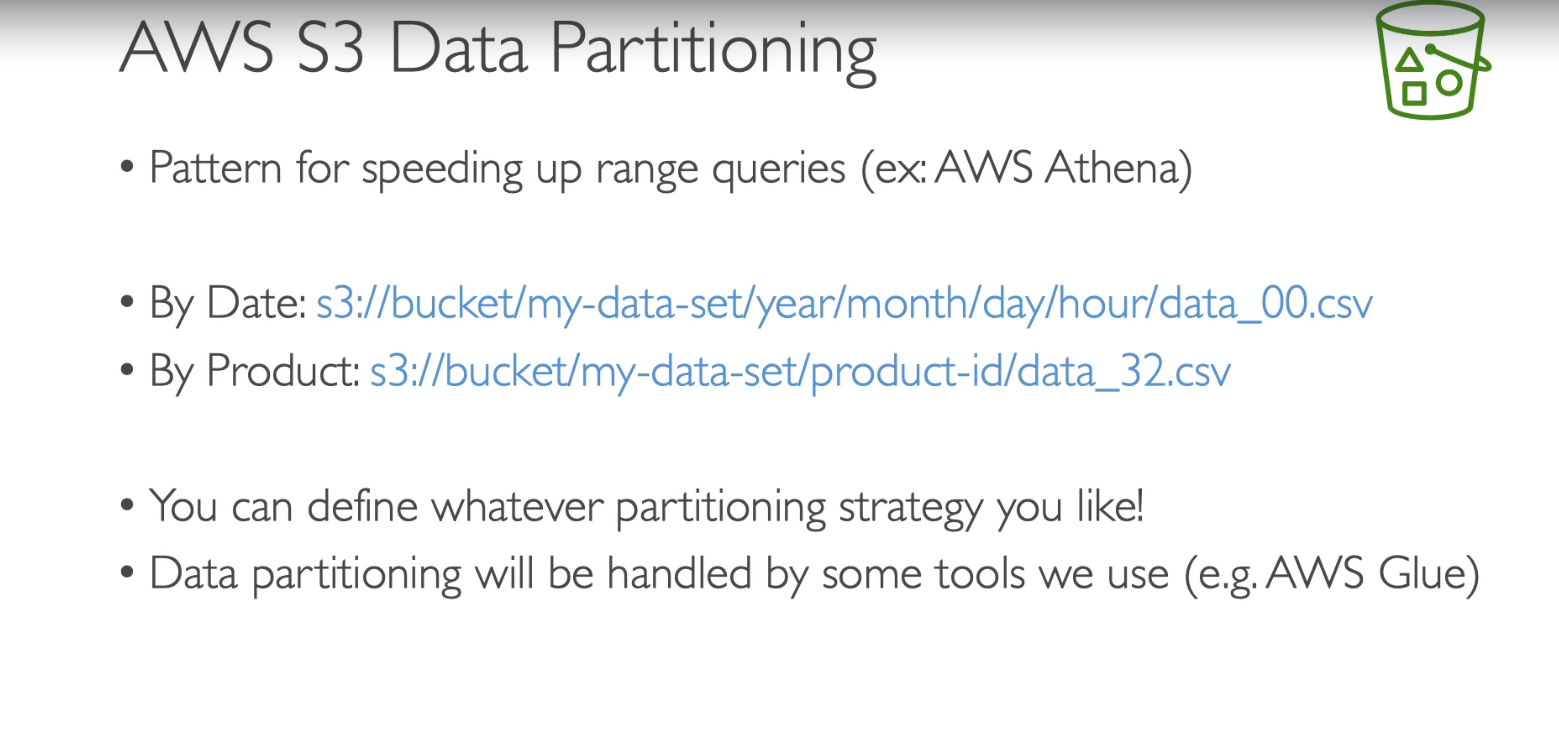 AWS S3 Data Partitioning
• Pattern for speeding up range queries (ex: AWS Athena)
• By Date: s3://bucket/my-data-set/year/month/day/hour/data_00.csv
• By Product: s3://bucket/my-data-set/product-id/data_32.csv
• You can define whatever partitioning strategy you like!
• Data partitioning will be handled by some tools we use (e.g. AWS Glue)